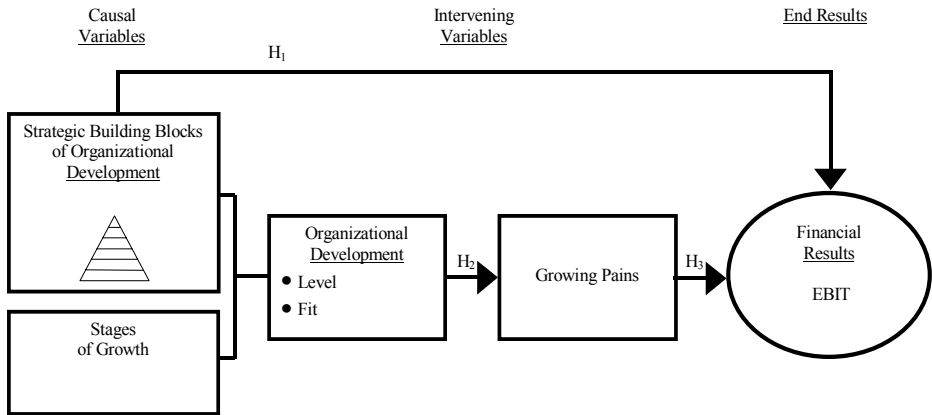 Causal
Variables
Intervening
Variables
End Results
H1
Strategic Building Blocks
of Organizational
Development
Stages
of Growth
Organizational
Development
● Level
● Fit
H2
Growing Pains
H3
Financial
Results
EBIT